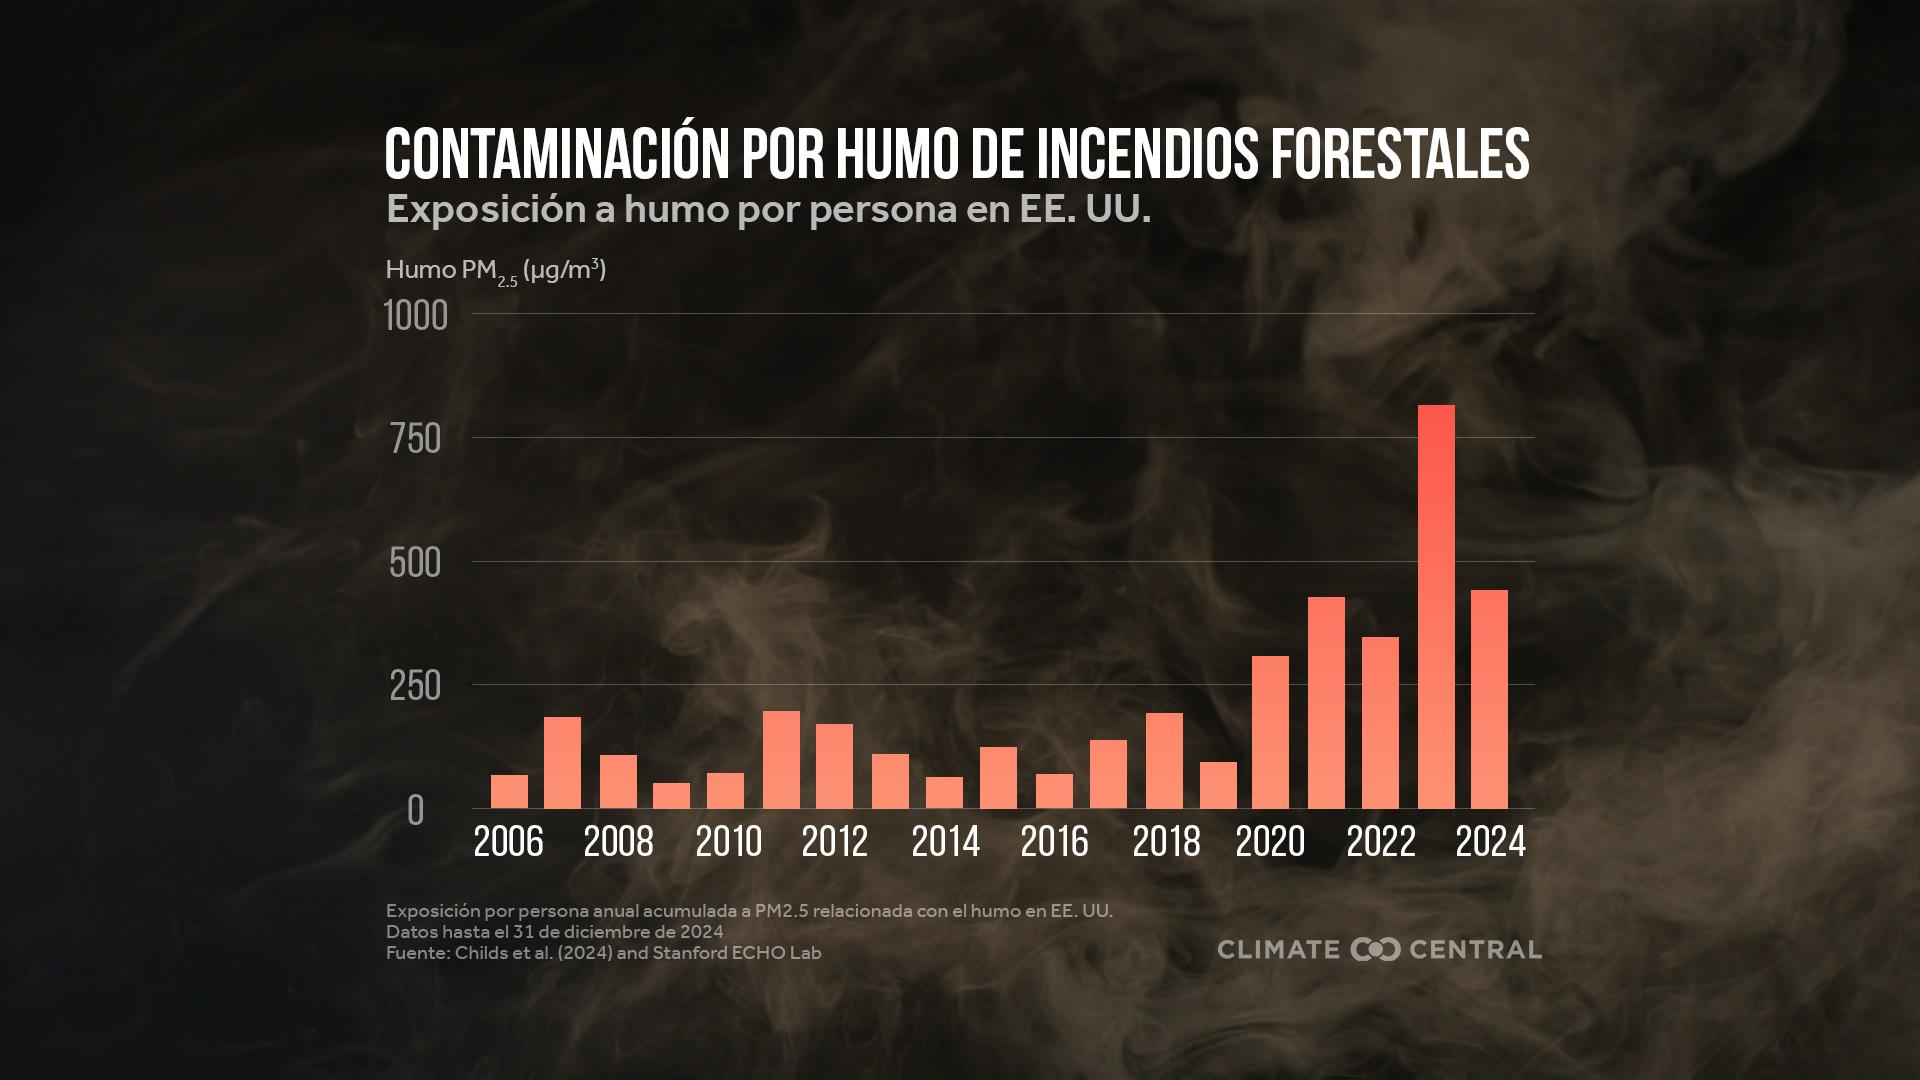 CONTAMINACIÓN POR HUMO DE INCENDIOS FORESTALES
Exposición a humo por persona en EE. UU.
Humo PM2.5 (µg/m³)
1000
750
500
250
0
2006 2008 2010 2012 2014 2016 2018 2020 2022 2024
Exposición por persona anual acumulada a PM2.5 relacionada con el humo en EE. UU.
Datos hasta el 31 de diciembre de 2024
Fuente: Childs et al. (2024) and Stanford ECHO Lab
CLIMATE CENTRAL